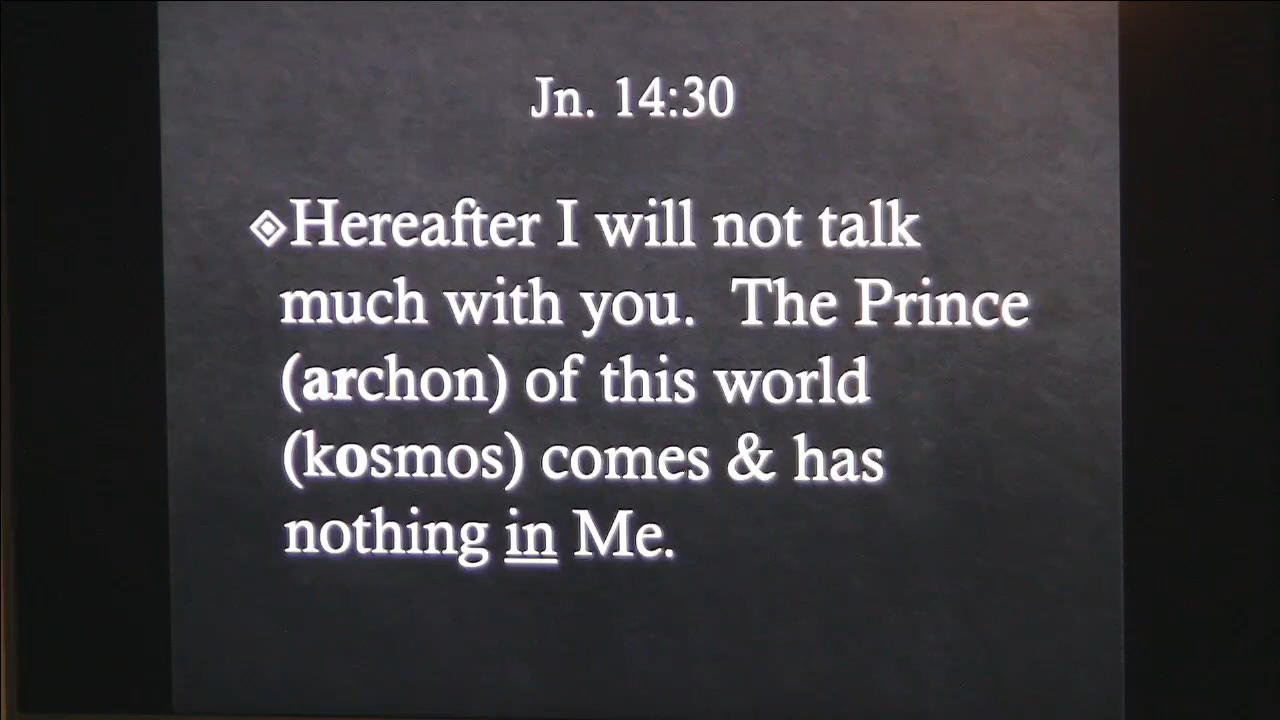 Jn. 14:30
Hereafter I will not talk
much with you. The Prince
(archon) of this world
(kosmos) comes & has
nothing in Me.